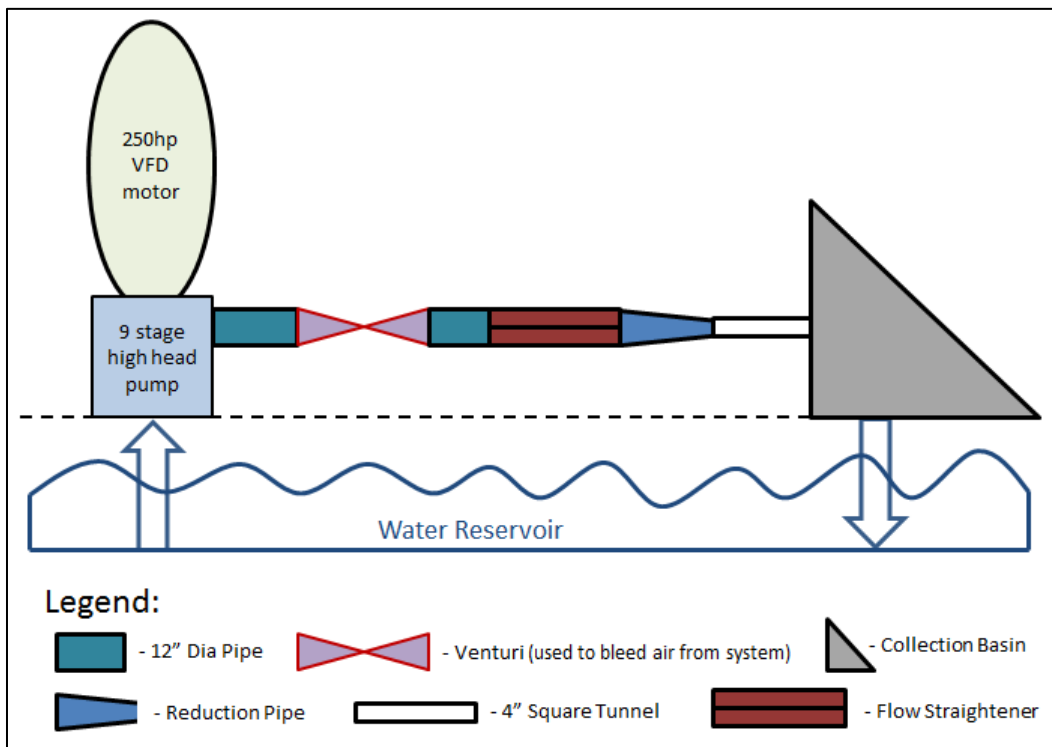 250hp
VFD
motor
9 stage
high head
pump
Water Reservoir
Legend:
- 12” Dia Pipe
- Venturi (used to bleed air from system)
- Collection Basin
- Reduction Pipe
- 4” Square Tunnel
- Flow Straightener